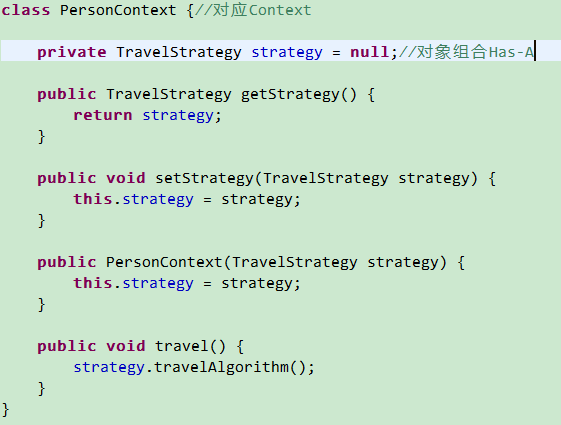 class PersonContext {//对应Context
private TravelStrategy strategy = null;//对象组合Has-A
public TravelStrategy getStrategy() {
return strategy;
}
public void setStrategy(TravelStrategy strategy) {
this.strategy = strategy;
}
public PersonContext(TravelStrategy strategy) {
this.strategy = strategy;
}
public void travel() {
strategy.travelAlgorithm();
}
}